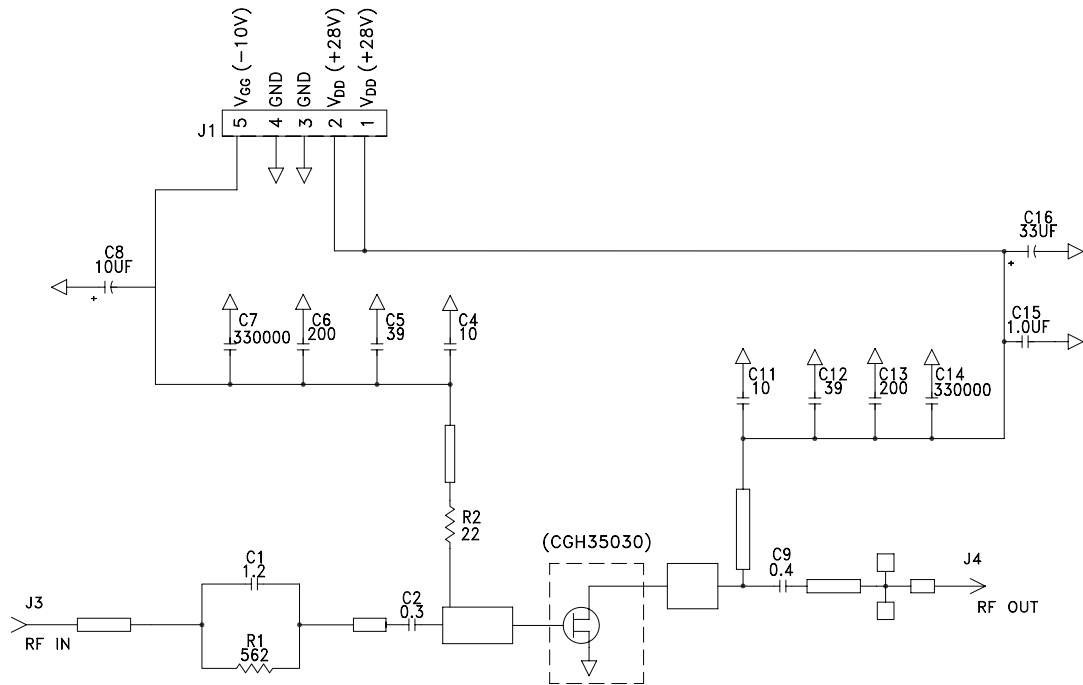 VGG (-10V)
GND
GND
VDD (+28V)
VDD (+28V)
J1
5
4
3
2
1
C16
33UF
+
C8
10UF
+
C7
330000
C6
200
C5
39
C4
10
C15
1.0UF
C11
10
C12
39
C13
200
C14
330000
R2
22
(CGH35030)
C1
1.2
C2
0.3
C9
0.4
J4
RF OUT
J3
RF IN
R1
562